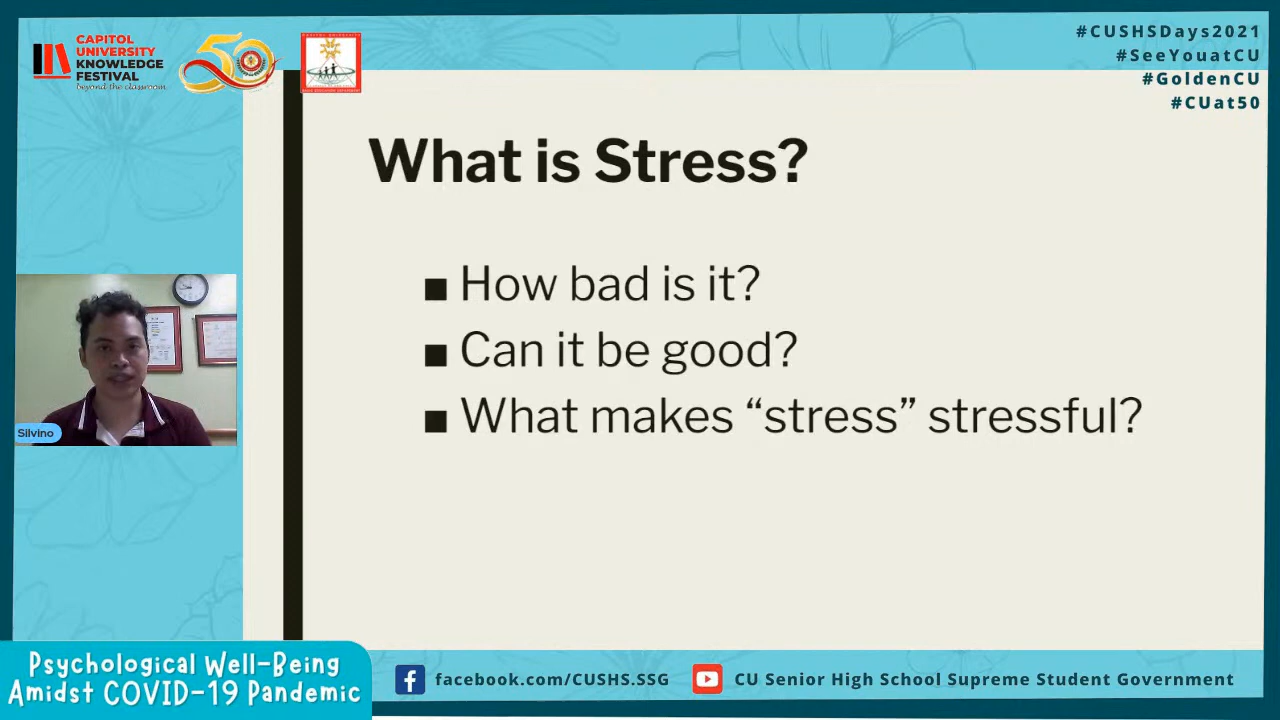 CAPITOL
UNIVERSITY
KNOWLEDGE
FESTIVAL
beyond the classroom
50
#CUSHSDays2021
#SeeYouatCU
#GoldenCU
#CUat50
What is Stress?
■ How bad is it?
■ Can it be good?
■ What makes “stress” stressful?
Silvino
Psychological Well-Being
Amidst COVID-19 Pandemic
facebook.com/CUSHS.SSG
CU Senior High School Supreme Student Government